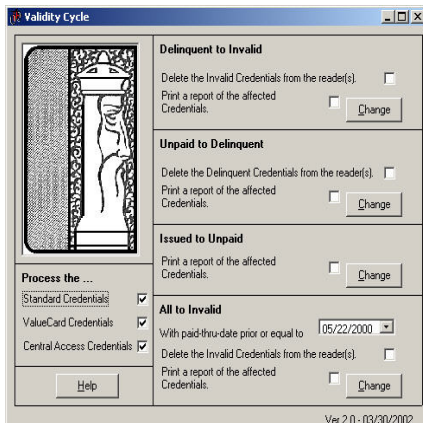 Validity Cycle
Delinquent to Invalid
Delete the Invalid Credentials from the reader(s).
Print a report of the affected
Credentials.
Change
Unpaid to Delinquent
Delete the Delinquent Credentials from the reader(s).
Print a report of the affected
Credentials.
Change
Issued to Unpaid
Print a report of the affected
Credentials.
Change
Process the ...
Standard Credentials
ValueCard Credentials
Central Access Credentials
Help
All to Invalid
With paid-thru-date prior or equal to 05/22/2000
Delete the Invalid Credentials from the reader(s).
Print a report of the affected
Credentials.
Change
Ver 2.0 - 03/30/2002